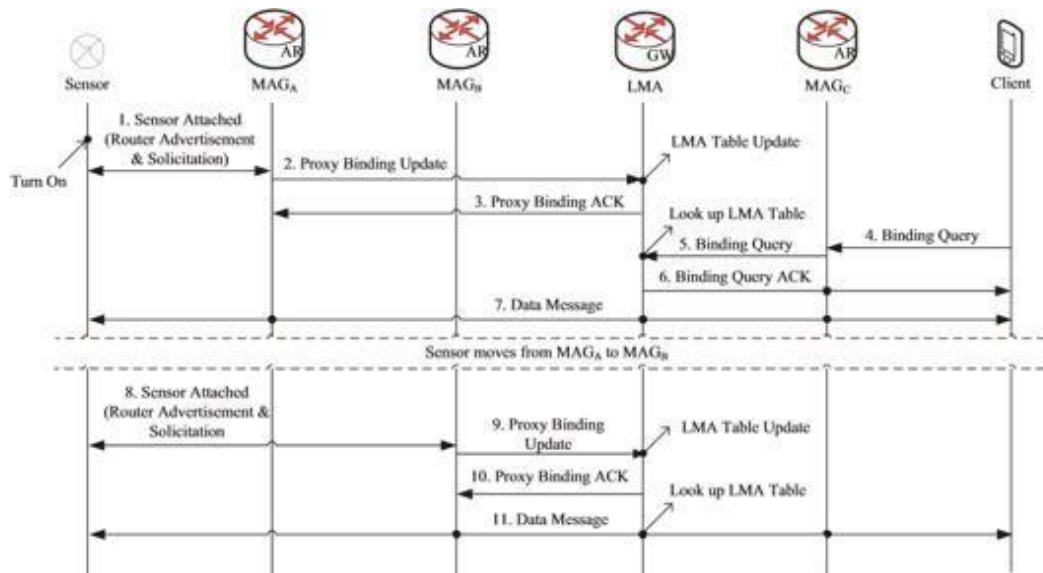 AR
AR
GW
AR
Sensor
MAGA
MAGB
LMA
MAGC
Client
1. Sensor Attached
(Router Advertisement
& Solicitation)
Turn On
2. Proxy Binding Update
LMA Table Update
3. Proxy Binding ACK
Look up LMA Table
4. Binding Query
5. Binding Query
6. Binding Query ACK
7. Data Message
Sensor moves from MAGA to MAGB
8. Sensor Attached
(Router Advertisement &
Solicitation
9. Proxy Binding
Update
LMA Table Update
10. Proxy Binding ACK
Look up LMA Table
11. Data Message